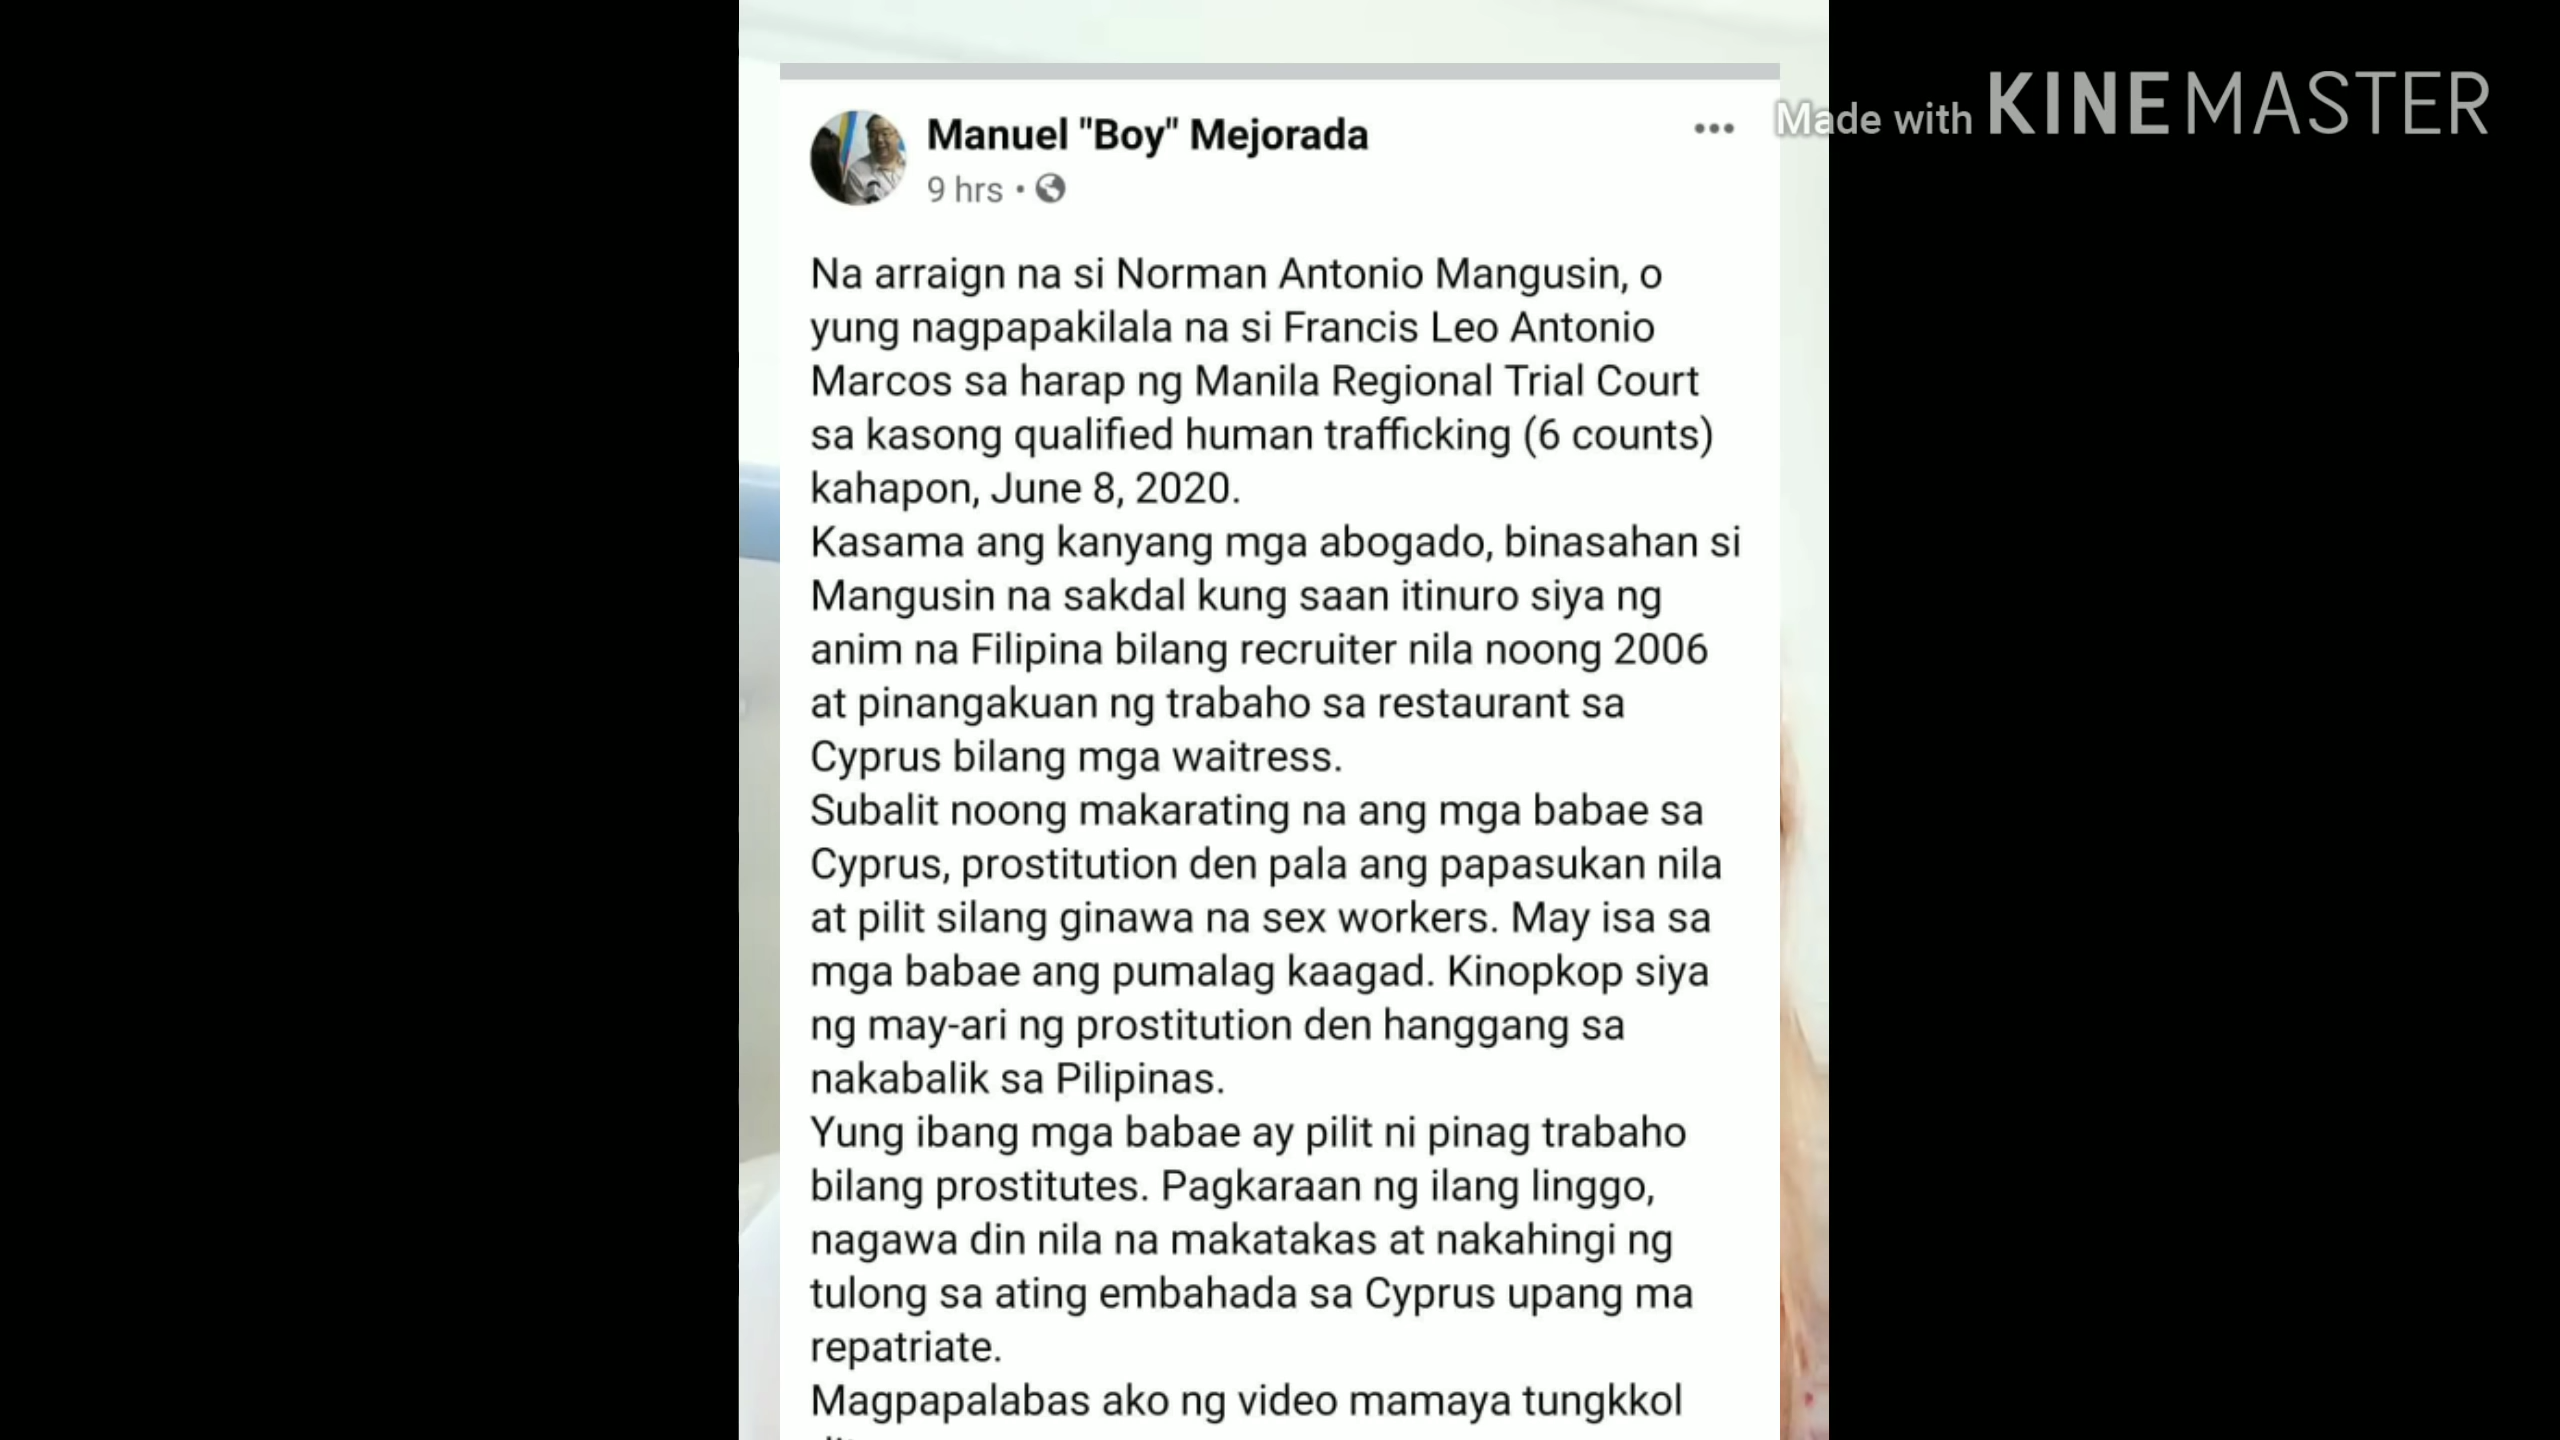 Made with KINEMASTER
Manuel "Boy" Mejorada
9 hrs •
Na arraign na si Norman Antonio Mangusin, o
yung nagpapakilala na si Francis Leo Antonio
Marcos sa harap ng Manila Regional Trial Court
sa kasong qualified human trafficking (6 counts)
kahapon, June 8, 2020.
Kasama ang kanyang mga abogado, binasahan si
Mangusin na sakdal kung saan itinuro siya ng
anim na Filipina bilang recruiter nila noong 2006
at pinangakuan ng trabaho sa restaurant sa
Cyprus bilang mga waitress.
Subalit noong makarating na ang mga babae sa
Cyprus, prostitution den pala ang papasukan nila
at pilit silang ginawa na sex workers. May isa sa
mga babae ang pumalag kaagad. Kinopkop siya
ng may-ari ng prostitution den hanggang sa
nakabalik sa Pilipinas.
Yung ibang mga babae ay pilit ni pinag trabaho
bilang prostitutes. Pagkaraan ng ilang linggo,
nagawa din nila na makatakas at nakahingi ng
tulong sa ating embahada sa Cyprus upang ma
repatriate.
Magpapalabas ako ng video mamaya tungkkol